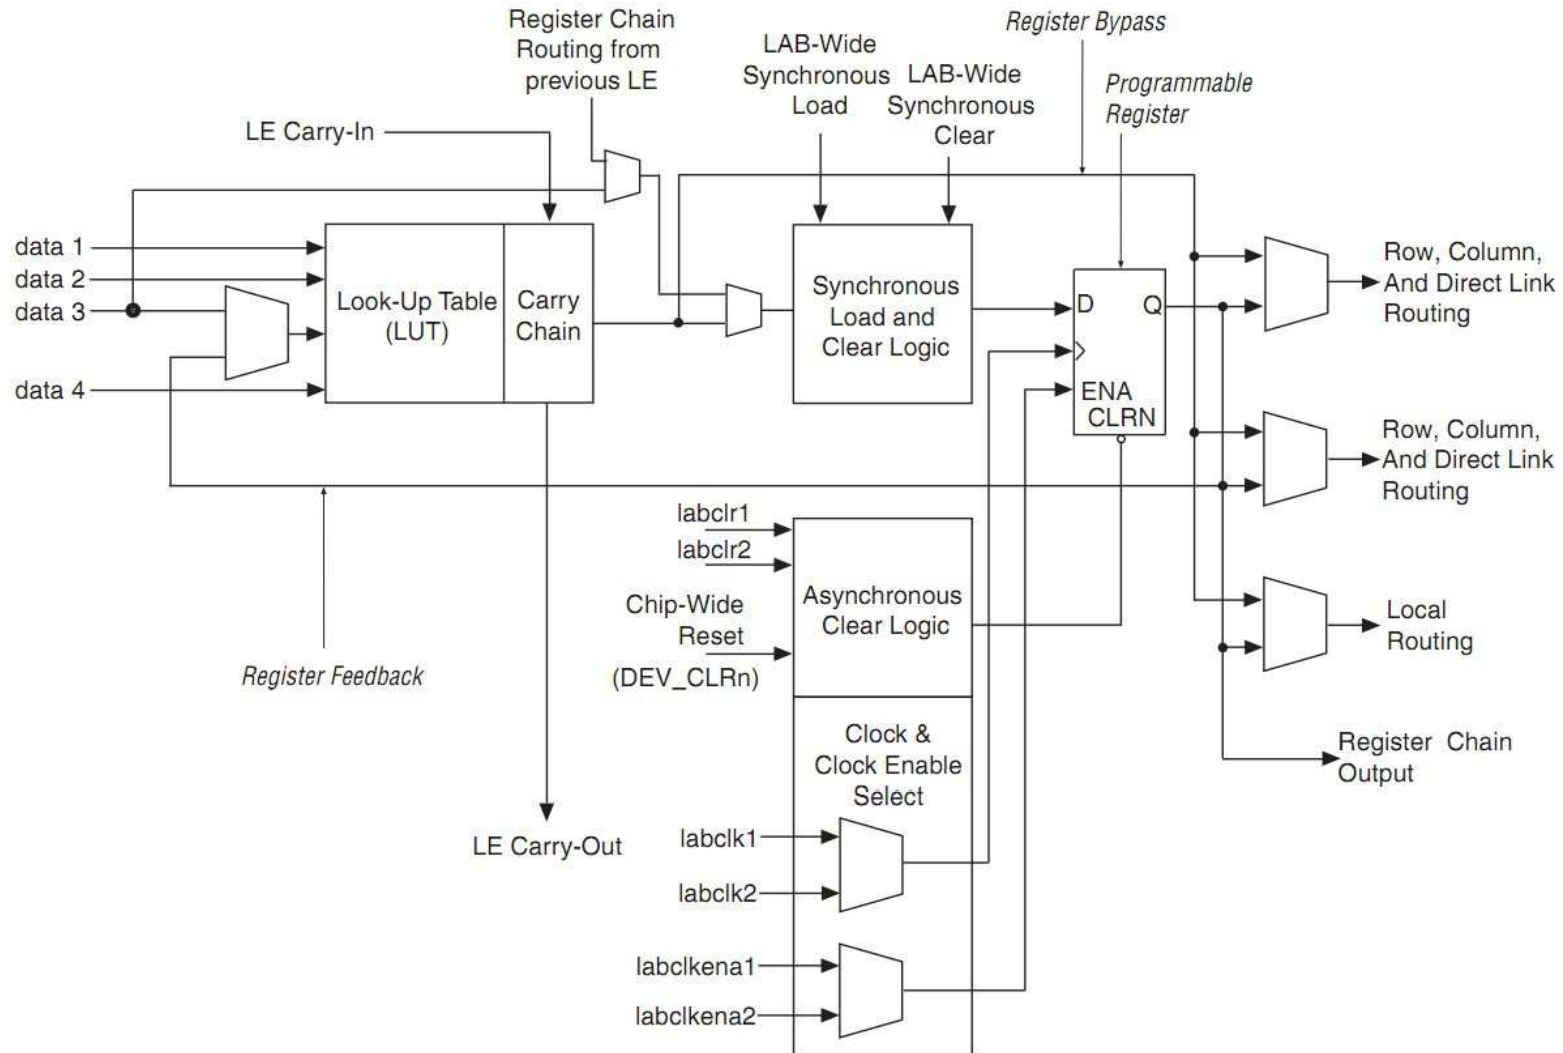 Register Chain
Routing from
previous LE
LAB-Wide
Synchronous
Load
LAB-Wide
Synchronous
Clear
Register Bypass
Programmable
Register
LE Carry-In
data 1
data 2
data 3
data 4
Look-Up Table
(LUT)
Carry
Chain
Synchronous
Load and
Clear Logic
D
Q
ENA
CLRN
Row, Column,
And Direct Link
Routing
Row, Column,
And Direct Link
Routing
Local
Routing
Register Chain
Output
Register Feedback
labclr1
labclr2
Chip-Wide
Reset
(DEV_CLRn)
Asynchronous
Clear Logic
Clock &
Clock Enable
Select
labclk1
labclk2
labclkena1
labclkena2
LE Carry-Out